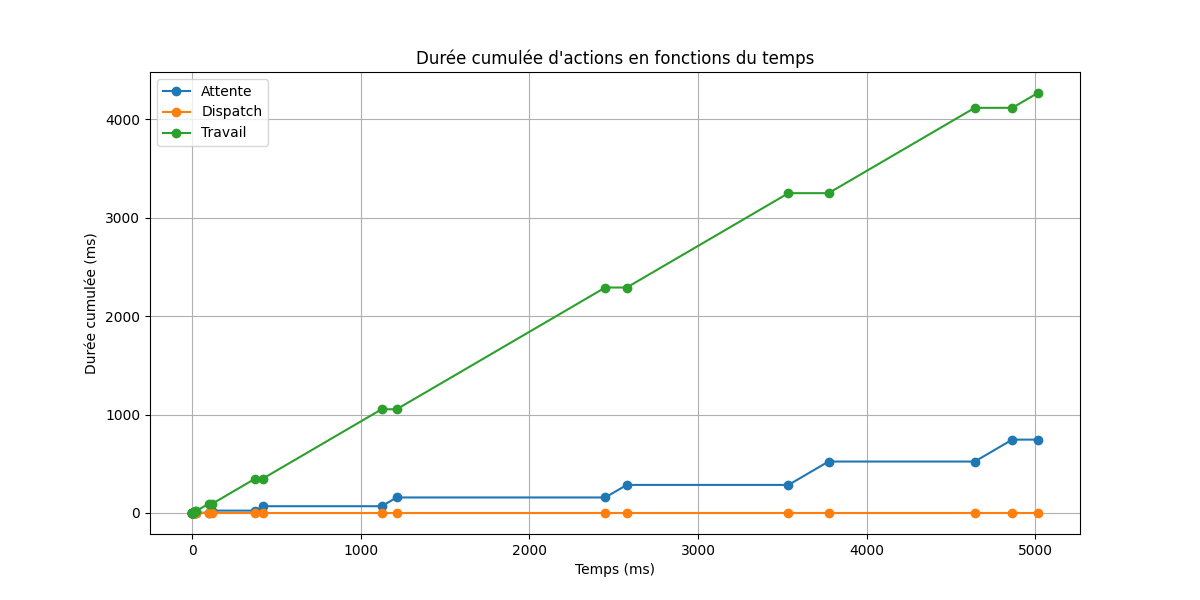 Durée cumulée d'actions en fonctions du temps
Attente
Dispatch
Travail
Durée cumulée (ms)
4000
3000
2000
1000
0
0 1000 2000 3000 4000 5000
Temps (ms)